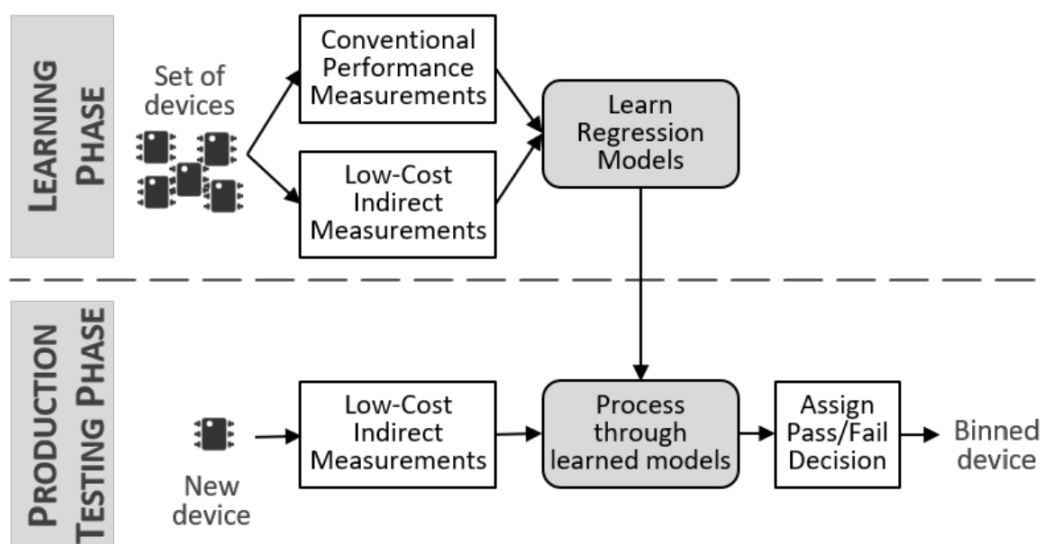 LEARNING
PHASE
Set of
devices
Conventional
Performance
Measurements
Low-Cost
Indirect
Measurements
Learn
Regression
Models
PRODUCTION
TESTING PHASE
New
device
Low-Cost
Indirect
Measurements
Process
through
learned models
Assign
Pass/Fail
Decision
Binned
device